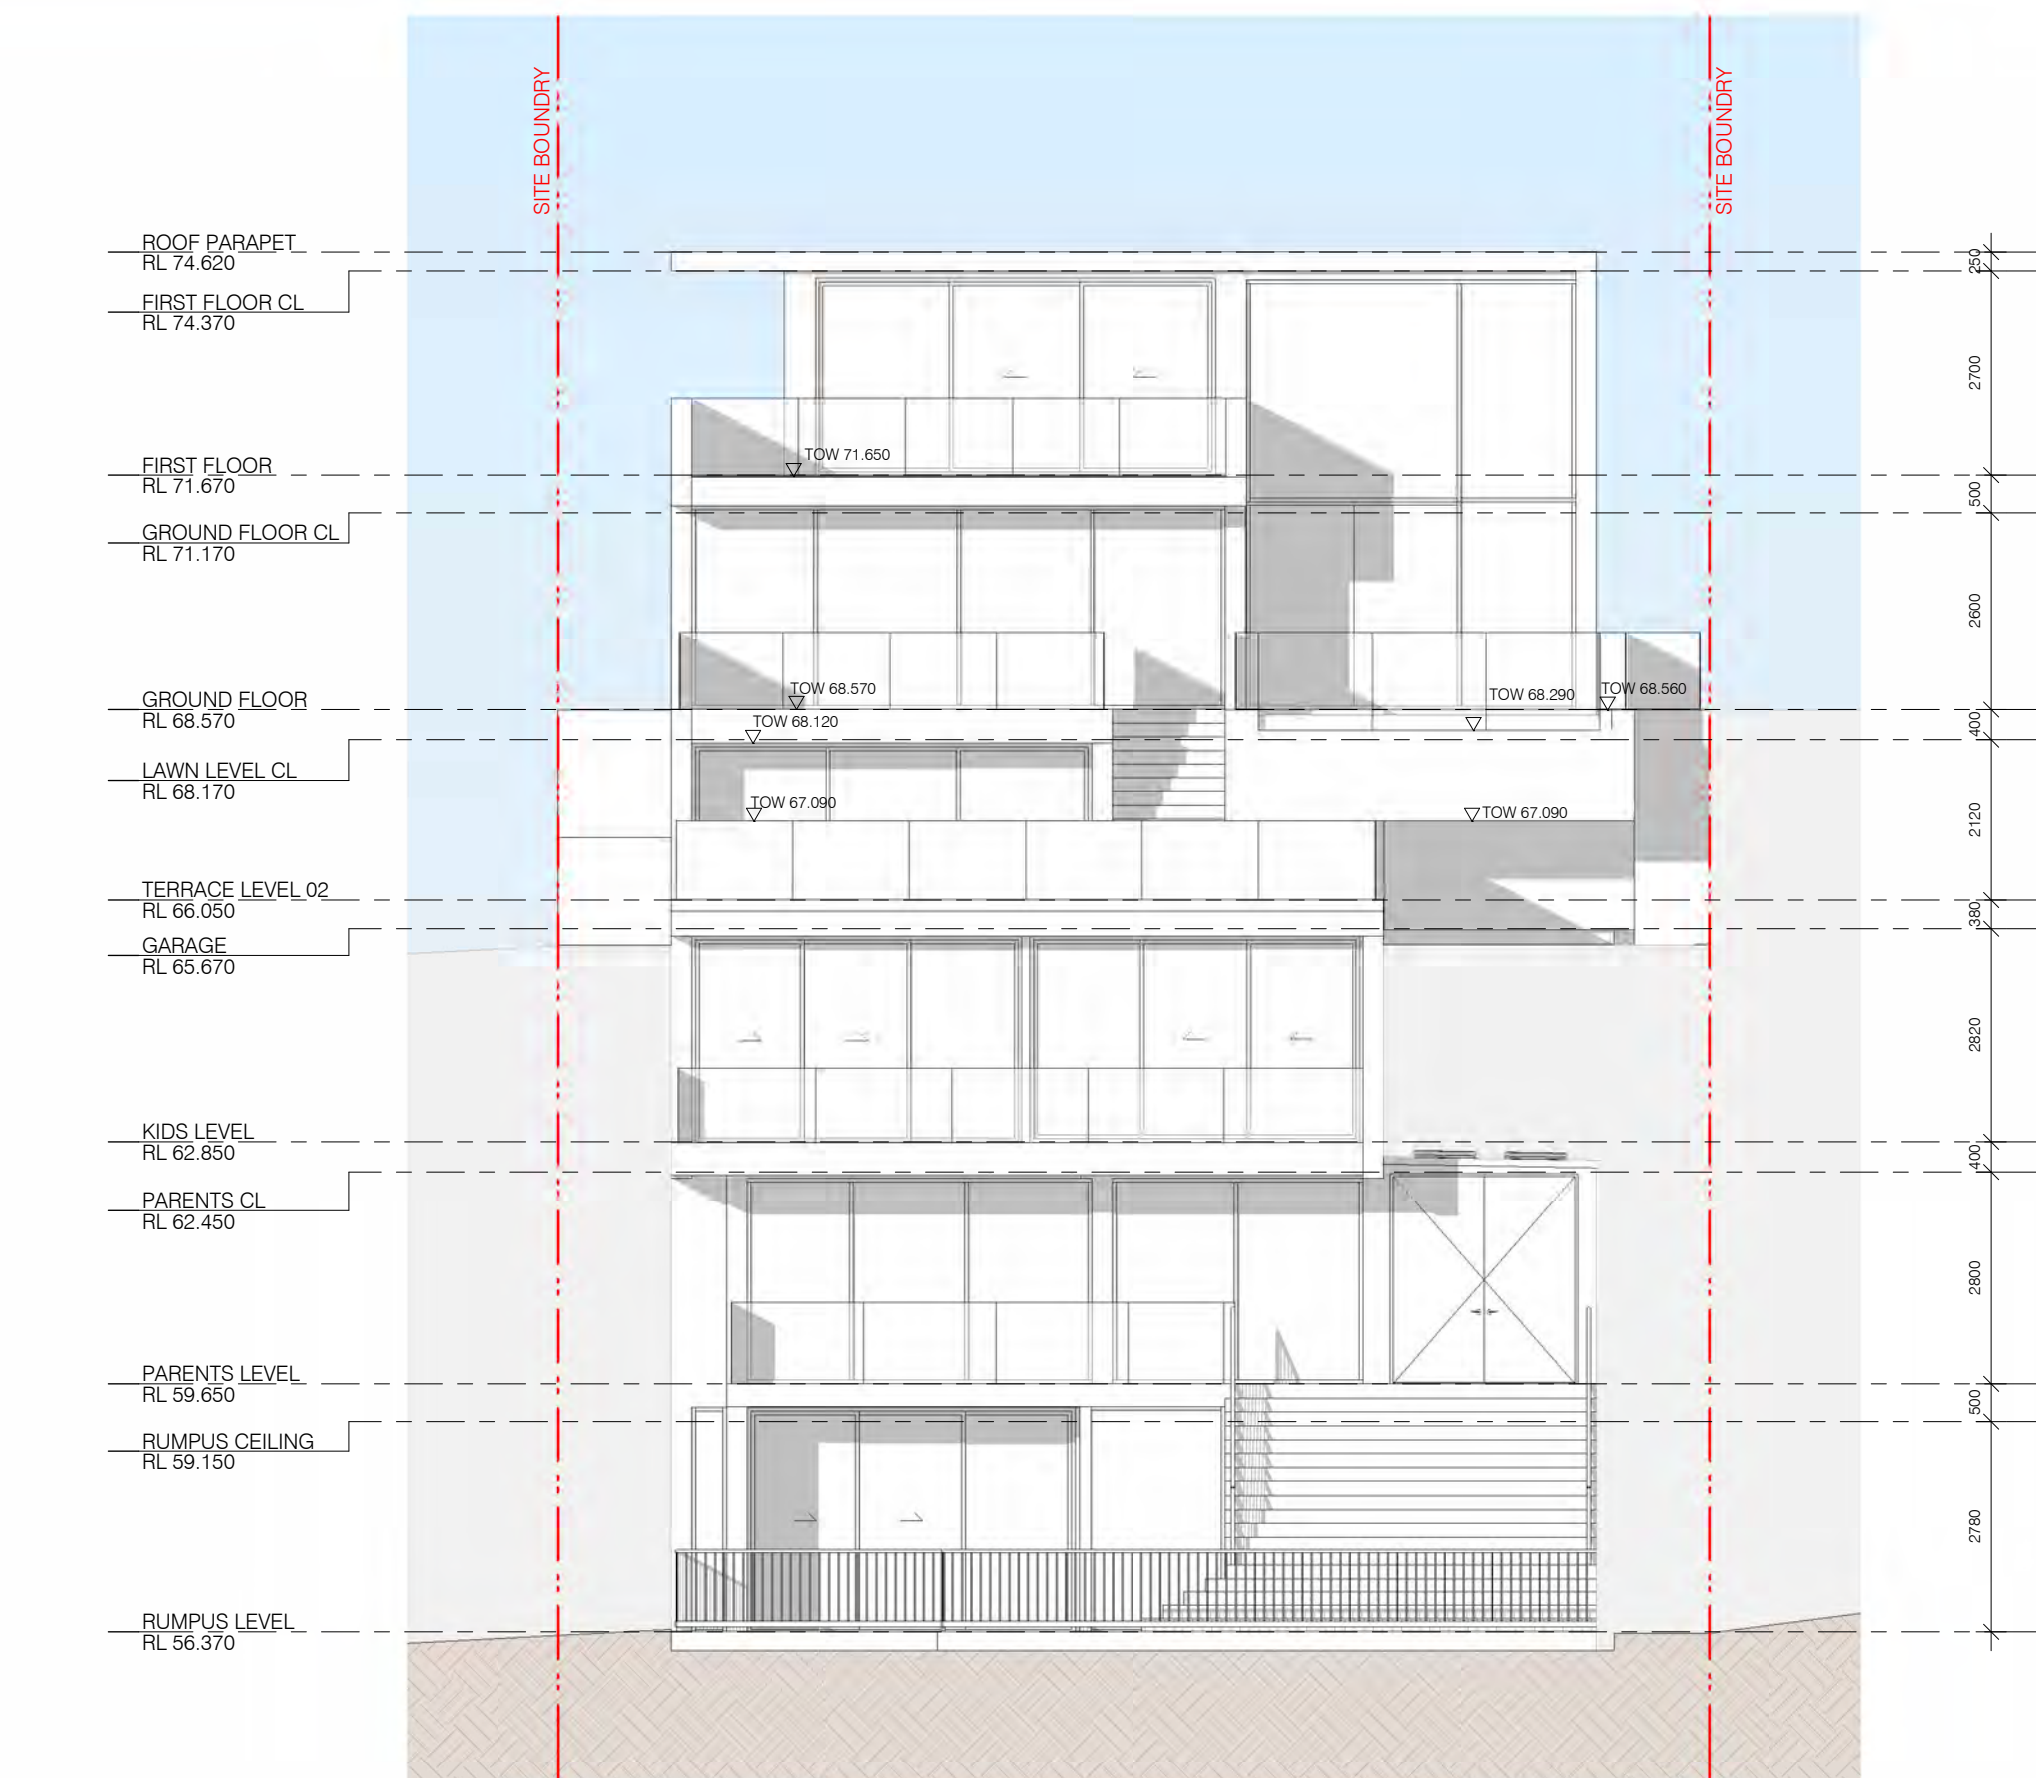 SITE BOUNDRY
SITE BOUNDRY
ROOF PARAPET
RL 74.620
250
FIRST FLOOR CL
RL 74.370
2700
TOW 71.650
FIRST FLOOR
RL 71.670
500
GROUND FLOOR CL
RL 71.170
2600
TOW 68.570
TOW 68.290
TOW 68.560
GROUND FLOOR
RL 68.570
TOW 68.120
400
LAWN LEVEL CL
RL 68.170
TOW 67.090
TOW 67.090
2120
TERRACE LEVEL 02
RL 66.050
380
GARAGE
RL 65.670
2820
KIDS LEVEL
RL 62.850
400
PARENTS CL
RL 62.450
2800
PARENTS LEVEL
RL 59.650
500
RUMPUS CEILING
RL 59.150
2780
RUMPUS LEVEL
RL 56.370